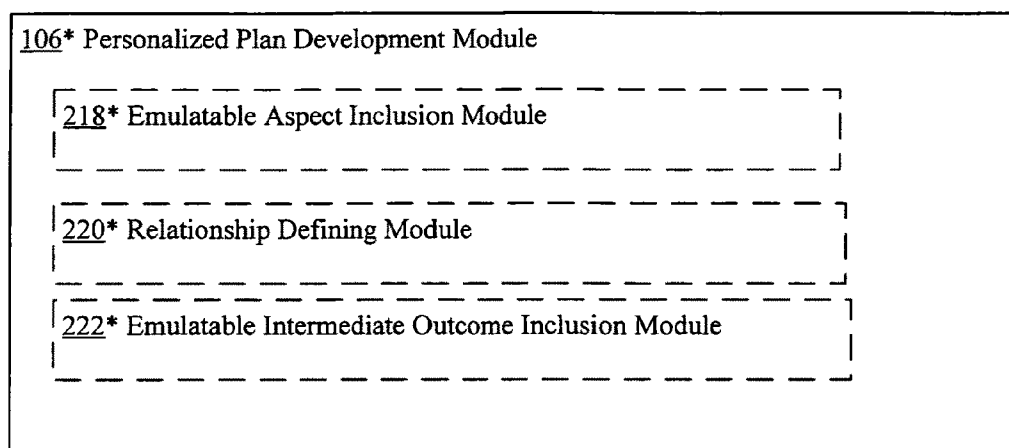 106* Personalized Plan Development Module
218* Emulatable Aspect Inclusion Module
220* Relationship Defining Module
222* Emulatable Intermediate Outcome Inclusion Module